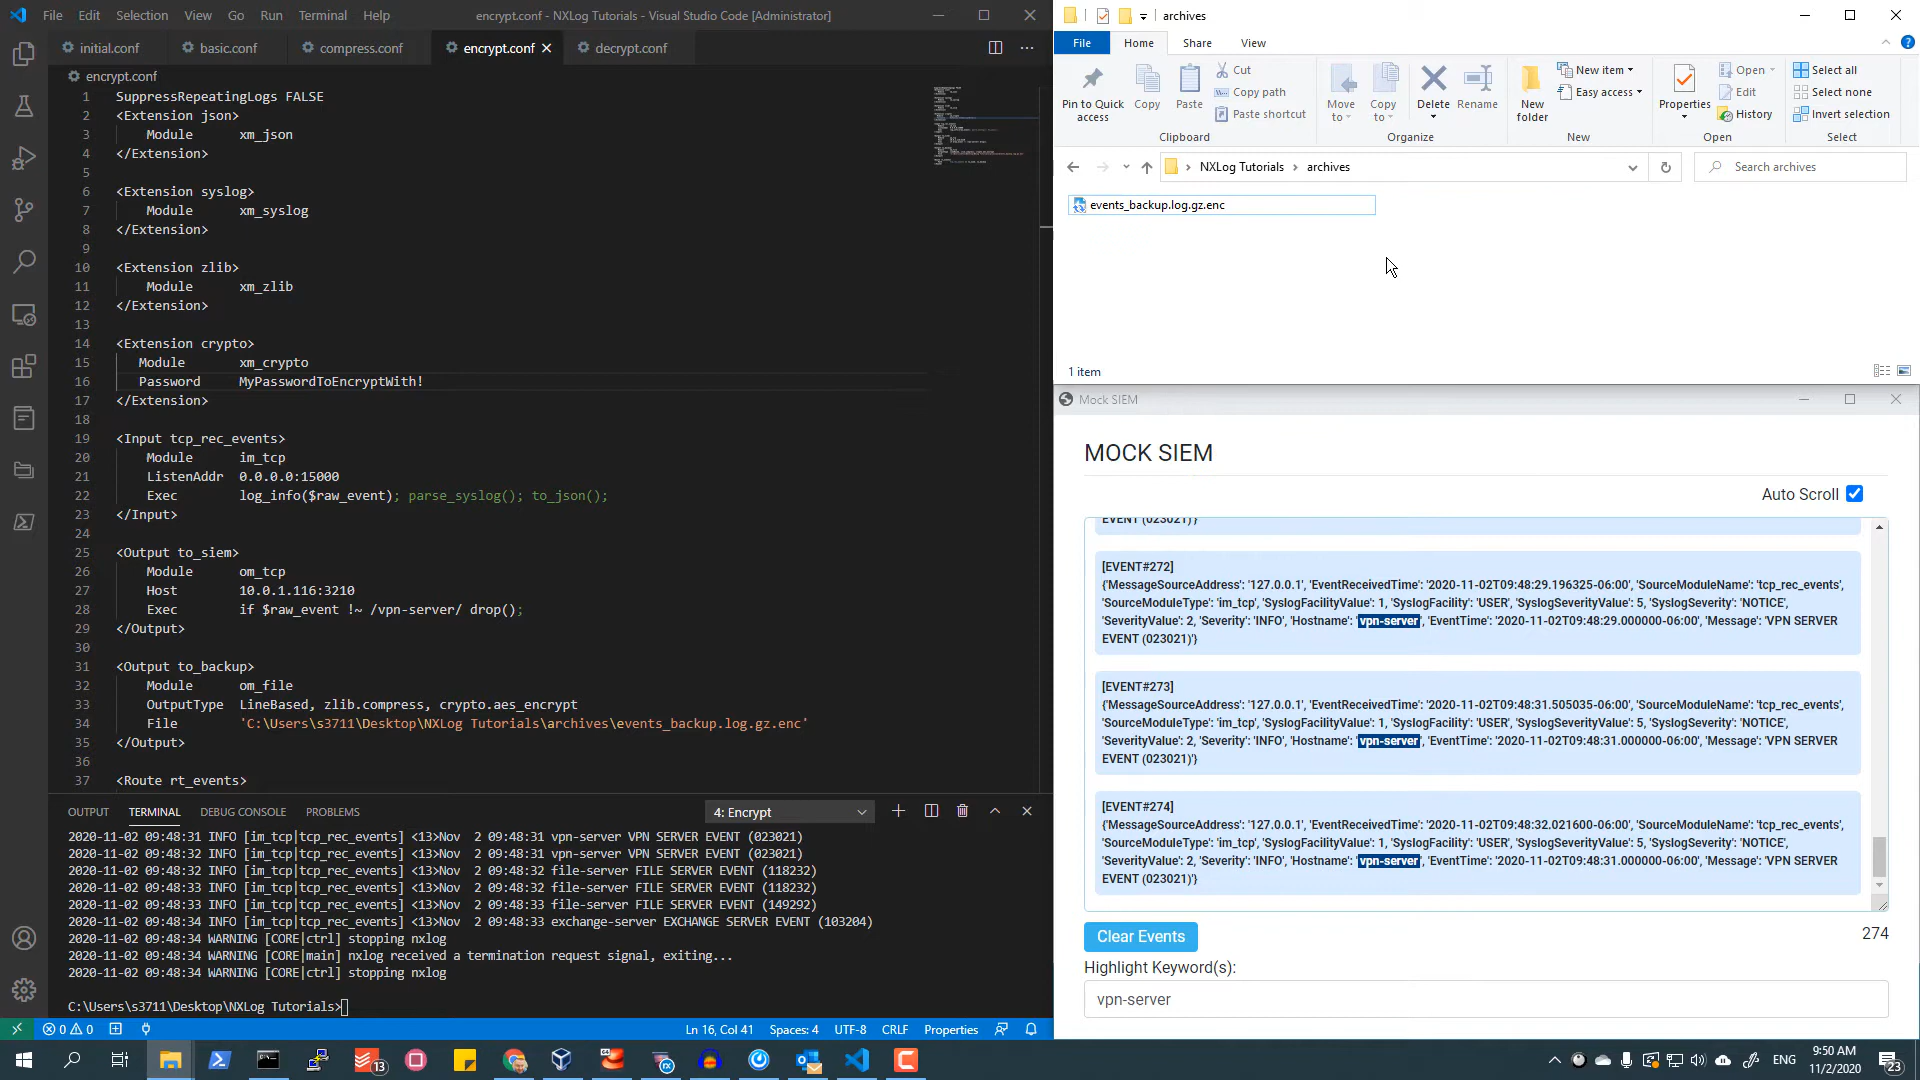 File Edit Selection View Go Run Terminal Help
encrypt.conf - NXLog Tutorials - Visual Studio Code [Administrator]
initial.conf
basic.conf
compress.conf
encrypt.conf
decrypt.conf
encrypt.conf
1 SuppressRepeatingLogs FALSE
2 <Extension json>
3 Module xm_json
4 </Extension>
5
6 <Extension syslog>
7 Module xm_syslog
8 </Extension>
9
10 <Extension zlib>
11 Module xm_zlib
12 </Extension>
13
14 <Extension crypto>
15 Module xm_crypto
16 Password MyPasswordToEncryptWith!
17 </Extension>
18
19 <Input tcp_rec_events>
20 Module im_tcp
21 ListenAddr 0.0.0.0:15000
22 Exec log_info($raw_event); parse_syslog(); to_json();
23 </Input>
24
25 <Output to_siem>
26 Module om_tcp
27 Host 10.0.1.116:3210
28 Exec if $raw_event !~ /vpn-server/ drop();
29 </Output>
30
31 <Output to_backup>
32 Module om_file
33 OutputType LineBased, zlib.compress, crypto.aes_encrypt
34 File 'C:\Users\s3711\Desktop\NXLog Tutorials\archives\events_backup.log.gz.enc'
35 </Output>
36
37 <Route rt_events>
OUTPUT TERMINAL DEBUG CONSOLE PROBLEMS
4: Encrypt
2020-11-02 09:48:31 INFO [im_tcp|tcp_rec_events] <13>Nov  2 09:48:31 vpn-server VPN SERVER EVENT (023021)
2020-11-02 09:48:32 INFO [im_tcp|tcp_rec_events] <13>Nov  2 09:48:31 vpn-server VPN SERVER EVENT (023021)
2020-11-02 09:48:32 INFO [im_tcp|tcp_rec_events] <13>Nov  2 09:48:32 file-server FILE SERVER EVENT (118232)
2020-11-02 09:48:33 INFO [im_tcp|tcp_rec_events] <13>Nov  2 09:48:32 file-server FILE SERVER EVENT (118232)
2020-11-02 09:48:33 INFO [im_tcp|tcp_rec_events] <13>Nov  2 09:48:33 file-server FILE SERVER EVENT (149292)
2020-11-02 09:48:34 INFO [im_tcp|tcp_rec_events] <13>Nov  2 09:48:33 exchange-server EXCHANGE SERVER EVENT (103204)
2020-11-02 09:48:34 WARNING [CORE|ctrl] stopping nxlog
2020-11-02 09:48:34 WARNING [CORE|main] nxlog received a termination request signal, exiting...
2020-11-02 09:48:34 WARNING [CORE|ctrl] stopping nxlog
C:\Users\s3711\Desktop\NXLog Tutorials>
0 0
Ln 16, Col 41 Spaces: 4 UTF-8 CRLF Properties
archives
File Home Share View
Pin to Quick access
Copy
Paste
Cut
Copy path
Paste shortcut
Clipboard
Move to
Copy to
Delete
Rename
Organize
New folder
New item
Easy access
New
Properties
Open
Edit
History
Open
Select all
Select none
Invert selection
Select
NXLog Tutorials > archives
Search archives
events_backup.log.gz.enc
1 item
Mock SIEM
MOCK SIEM
Auto Scroll
EVENT (023021)'}
[EVENT#272]
{'MessageSourceAddress': '127.0.0.1', 'EventReceivedTime': '2020-11-02T09:48:29.196325-06:00', 'SourceModuleName': 'tcp_rec_events',
'SourceModuleType': 'im_tcp', 'SyslogFacilityValue': 1, 'SyslogFacility': 'USER', 'SyslogSeverityValue': 5, 'SyslogSeverity': 'NOTICE',
'SeverityValue': 2, 'Severity': 'INFO', 'Hostname': 'vpn-server', 'EventTime': '2020-11-02T09:48:29.000000-06:00', 'Message': 'VPN SERVER
EVENT (023021)'}
[EVENT#273]
{'MessageSourceAddress': '127.0.0.1', 'EventReceivedTime': '2020-11-02T09:48:31.505035-06:00', 'SourceModuleName': 'tcp_rec_events',
'SourceModuleType': 'im_tcp', 'SyslogFacilityValue': 1, 'SyslogFacility': 'USER', 'SyslogSeverityValue': 5, 'SyslogSeverity': 'NOTICE',
'SeverityValue': 2, 'Severity': 'INFO', 'Hostname': 'vpn-server', 'EventTime': '2020-11-02T09:48:31.000000-06:00', 'Message': 'VPN SERVER
EVENT (023021)'}
[EVENT#274]
{'MessageSourceAddress': '127.0.0.1', 'EventReceivedTime': '2020-11-02T09:48:32.021600-06:00', 'SourceModuleName': 'tcp_rec_events',
'SourceModuleType': 'im_tcp', 'SyslogFacilityValue': 1, 'SyslogFacility': 'USER', 'SyslogSeverityValue': 5, 'SyslogSeverity': 'NOTICE',
'SeverityValue': 2, 'Severity': 'INFO', 'Hostname': 'vpn-server', 'EventTime': '2020-11-02T09:48:31.000000-06:00', 'Message': 'VPN SERVER
EVENT (023021)'}
Clear Events
274
Highlight Keyword(s):
vpn-server
13
ENG
9:50 AM
11/2/2020
23